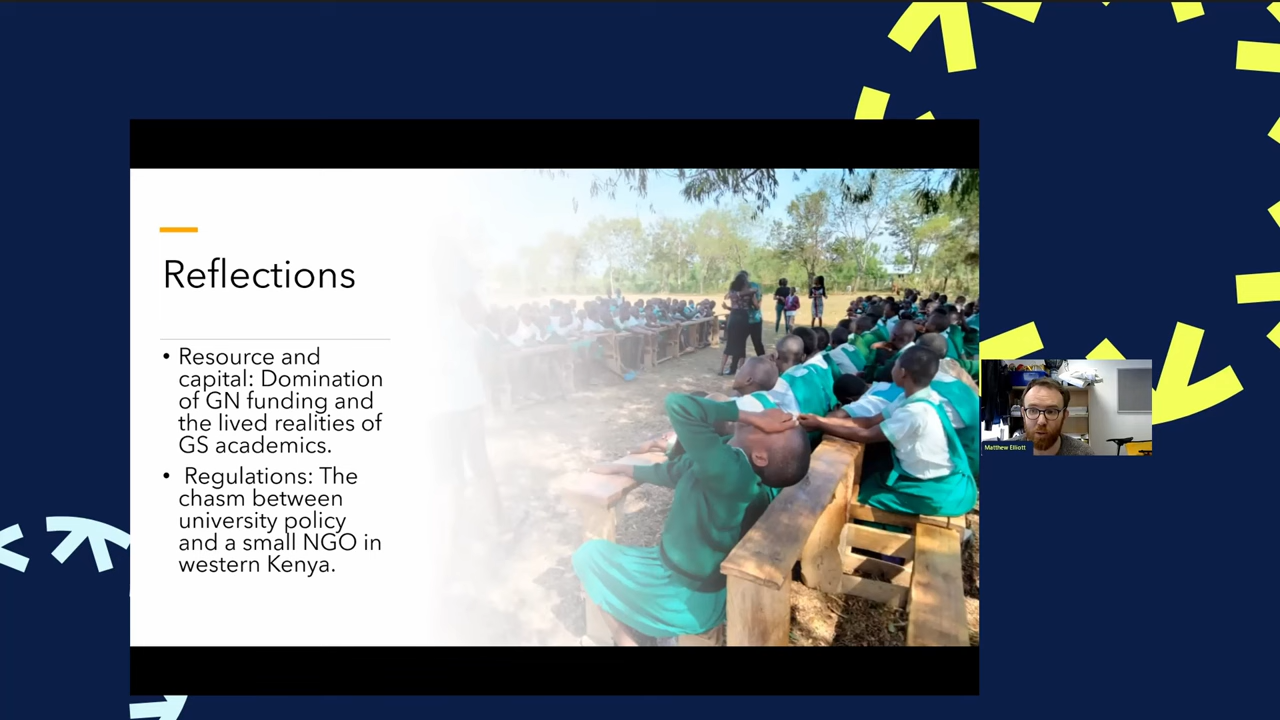 Reflections
• Resource and
capital: Domination
of GN funding and
the lived realities of
GS academics.
• Regulations: The
chasm between
university policy
and a small NGO in
western Kenya.
Matthew Elliott